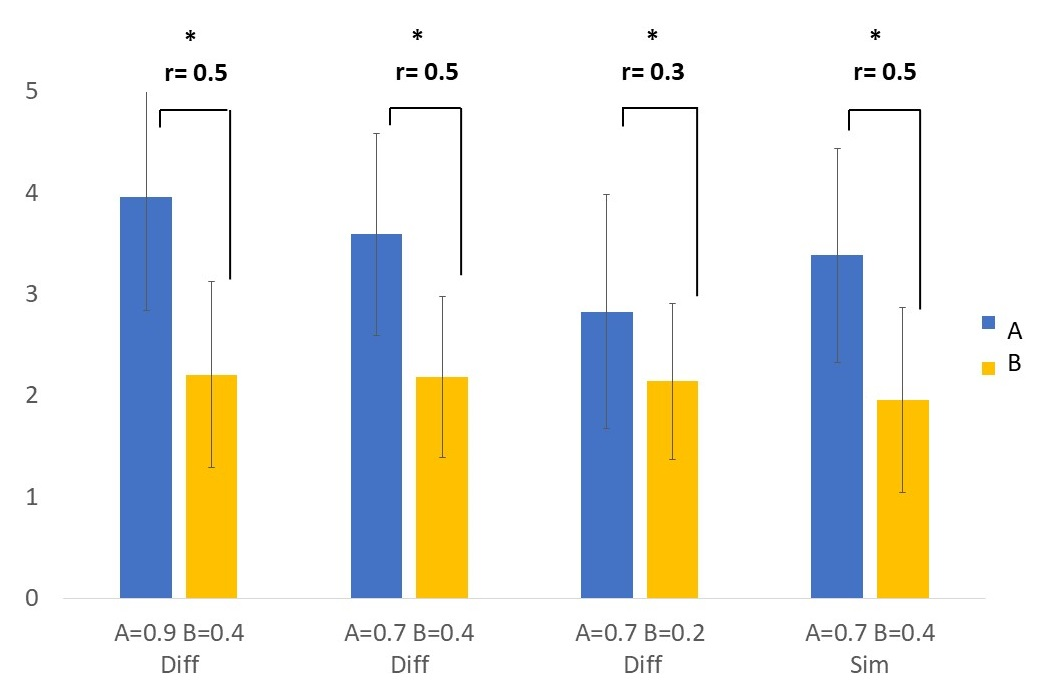 * * * *
r= 0.5 r= 0.5 r= 0.3 r= 0.5
5
4
3
2
1
0
A
B
A=0.9 B=0.4 A=0.7 B=0.4 A=0.7 B=0.2 A=0.7 B=0.4
Diff Diff Diff Sim